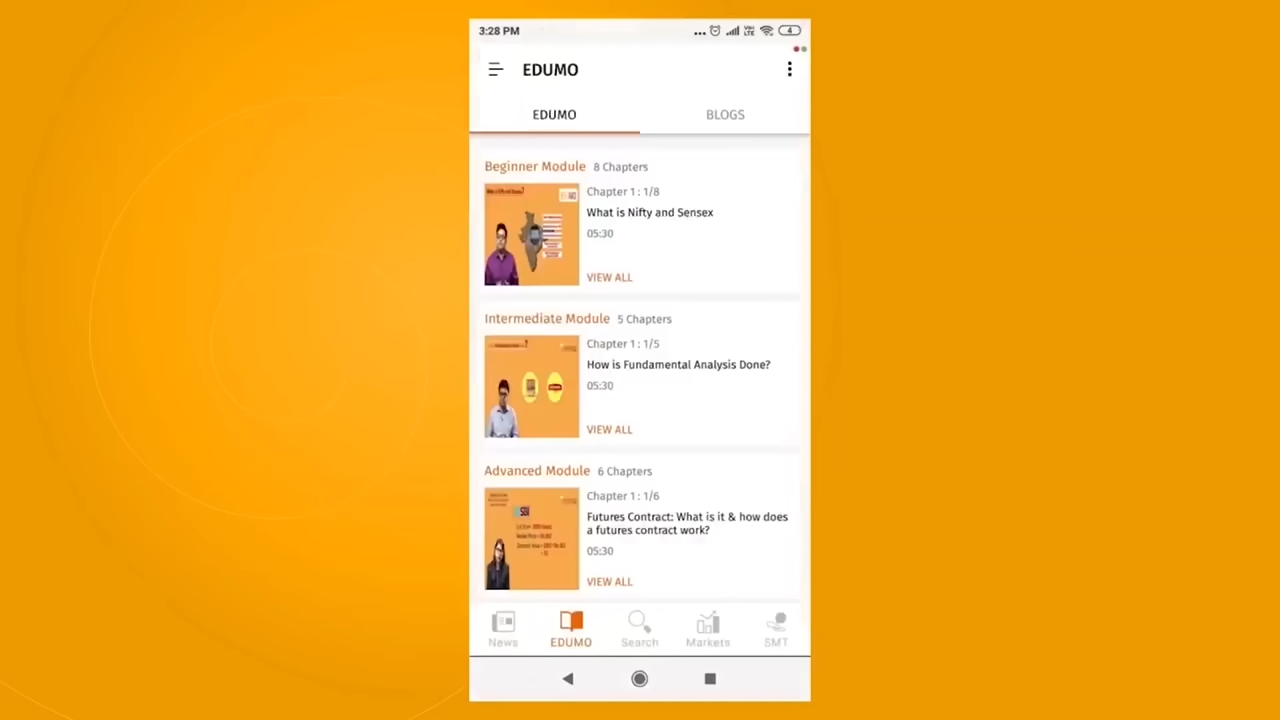 3:28 PM
4
EDUMO
EDUMO
BLOGS
Beginner Module 8 Chapters
Chapter 1 : 1/8
What is Nifty and Sensex
05:30
VIEW ALL
Intermediate Module 5 Chapters
Chapter 1 : 1/5
How is Fundamental Analysis Done?
05:30
VIEW ALL
Advanced Module 6 Chapters
Chapter 1 : 1/6
Futures Contract: What is it & how does
a futures contract work?
05:30
VIEW ALL
News
EDUMO
Search
Markets
SMT